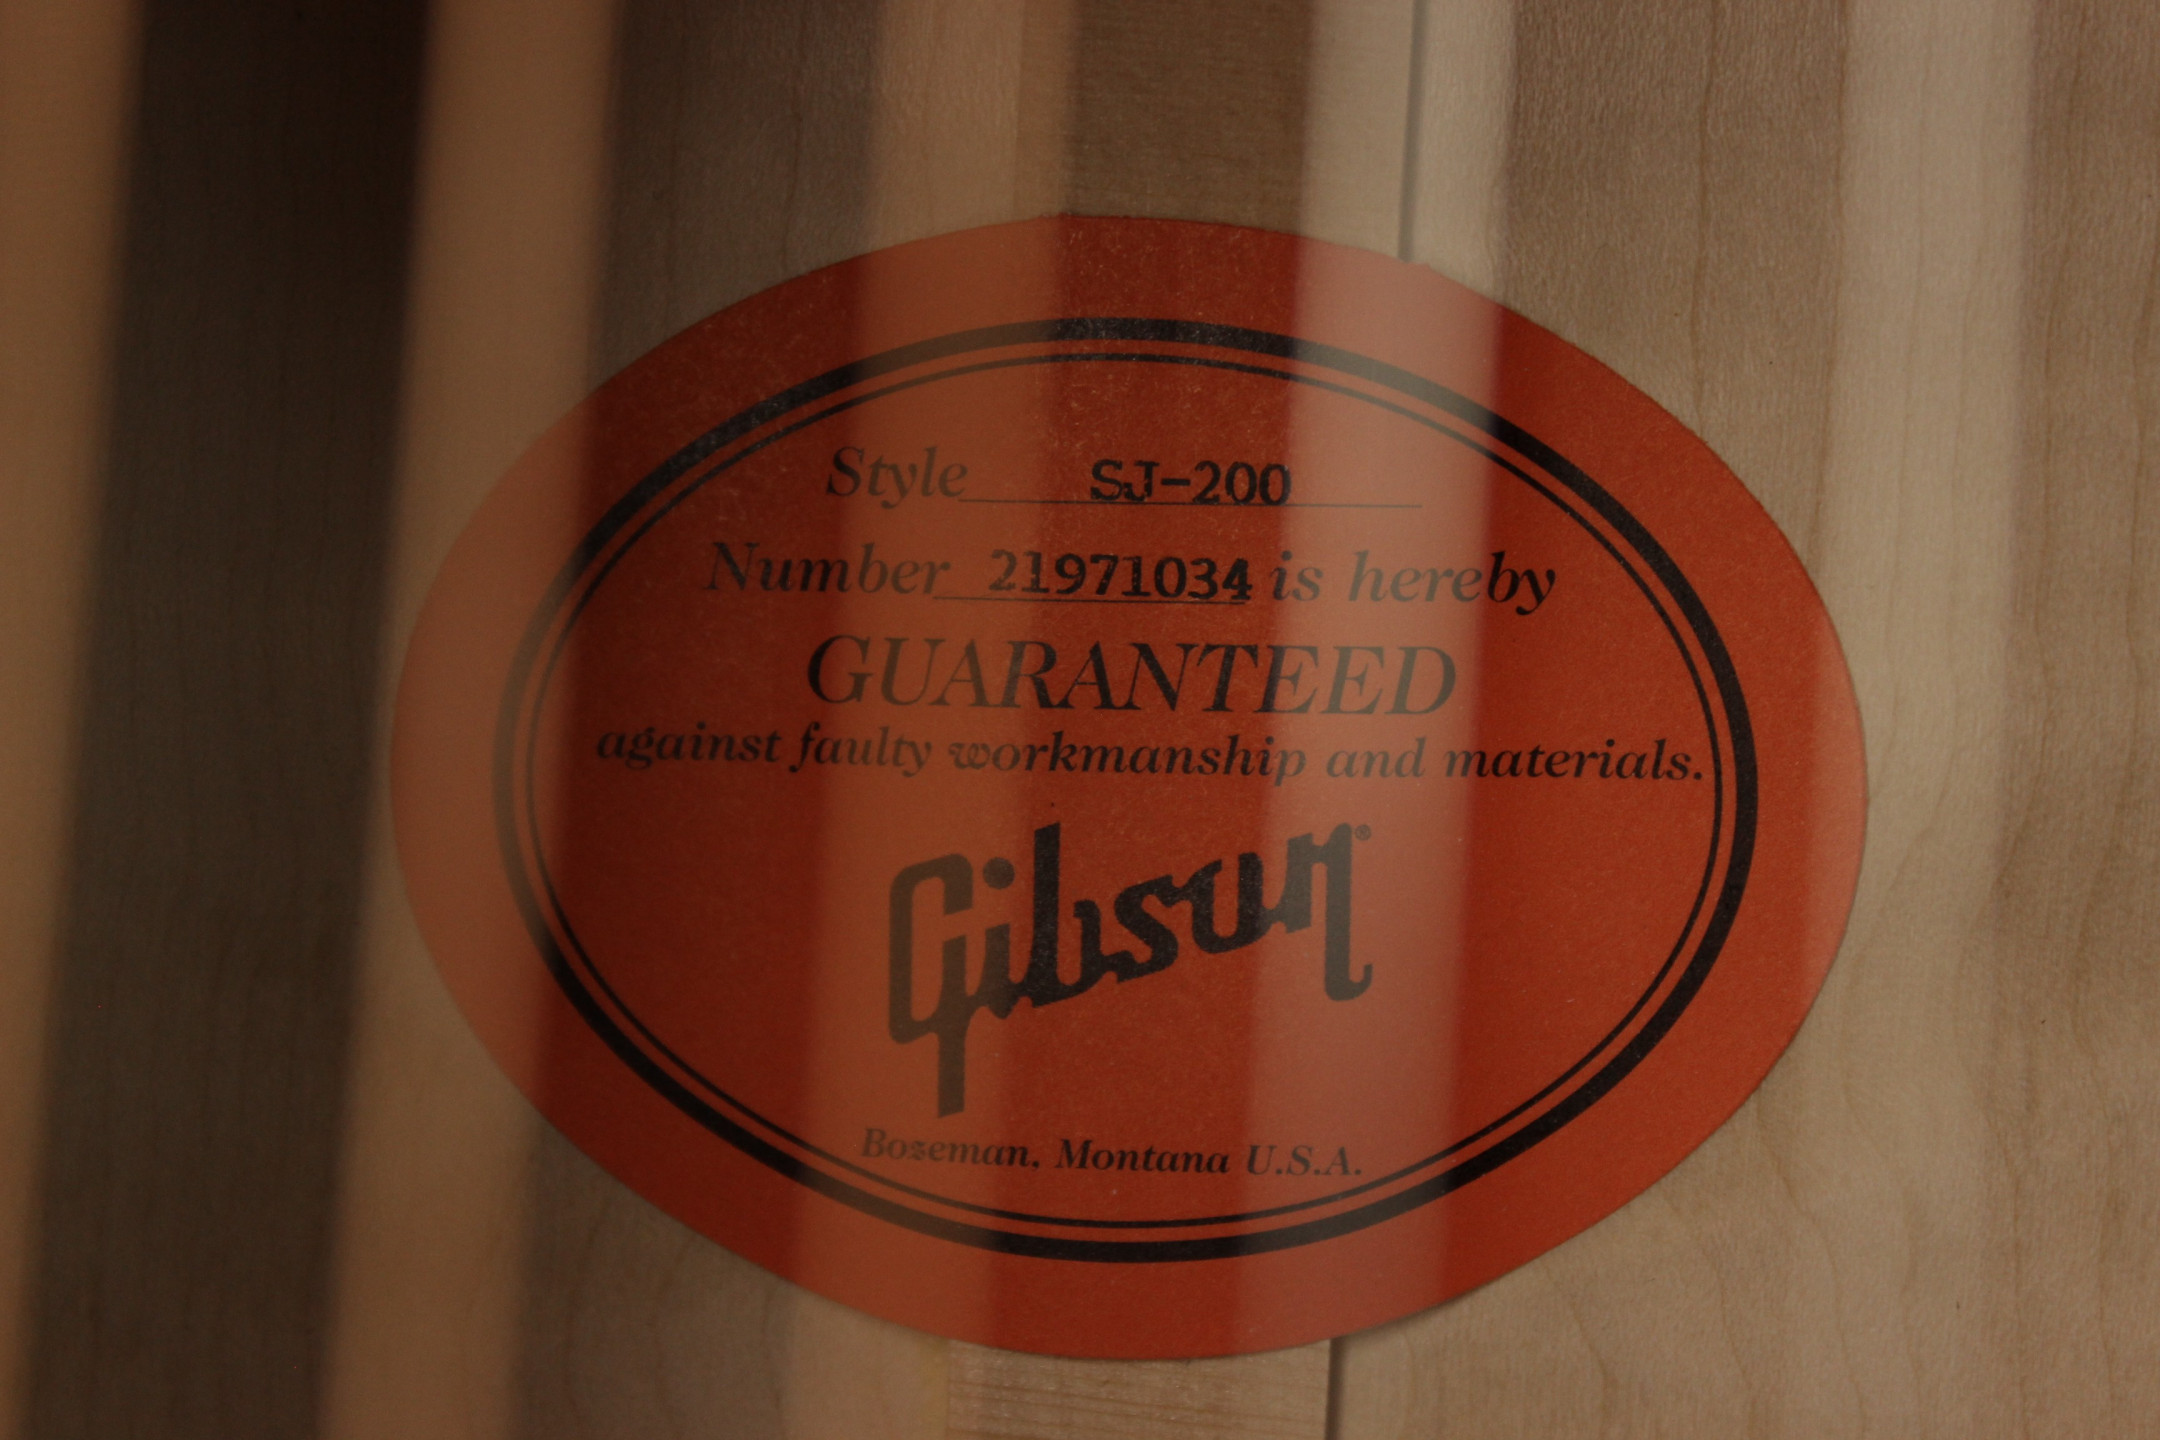 Style SJ-200
Number 21971034 is hereby
GUARANTEED
against faulty workmanship and materials.
Gibson®
Bozeman, Montana U.S.A.